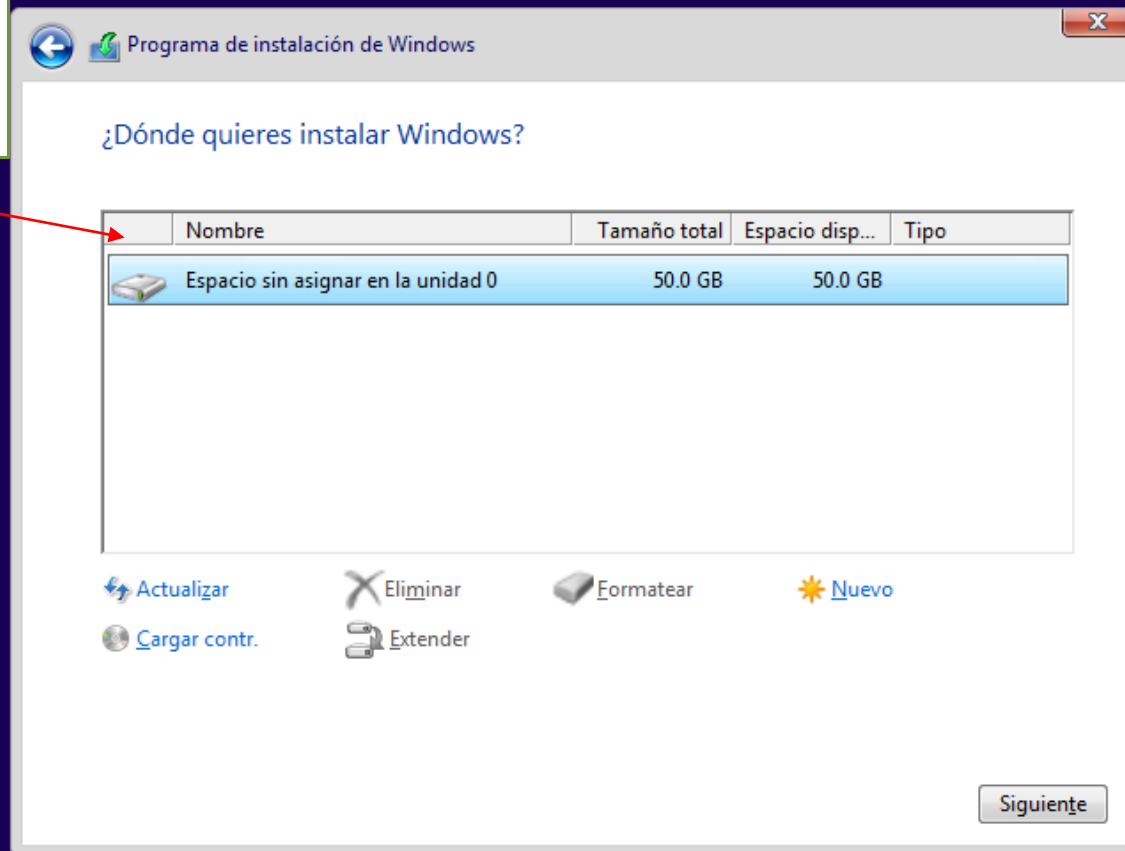 Programa de instalación de Windows
¿Dónde quieres instalar Windows?
Nombre Tamaño total Espacio disp... Tipo
Espacio sin asignar en la unidad 0 50.0 GB 50.0 GB
Actualizar Eliminar Formatear Nuevo
Cargar contr. Extender
Siguiente